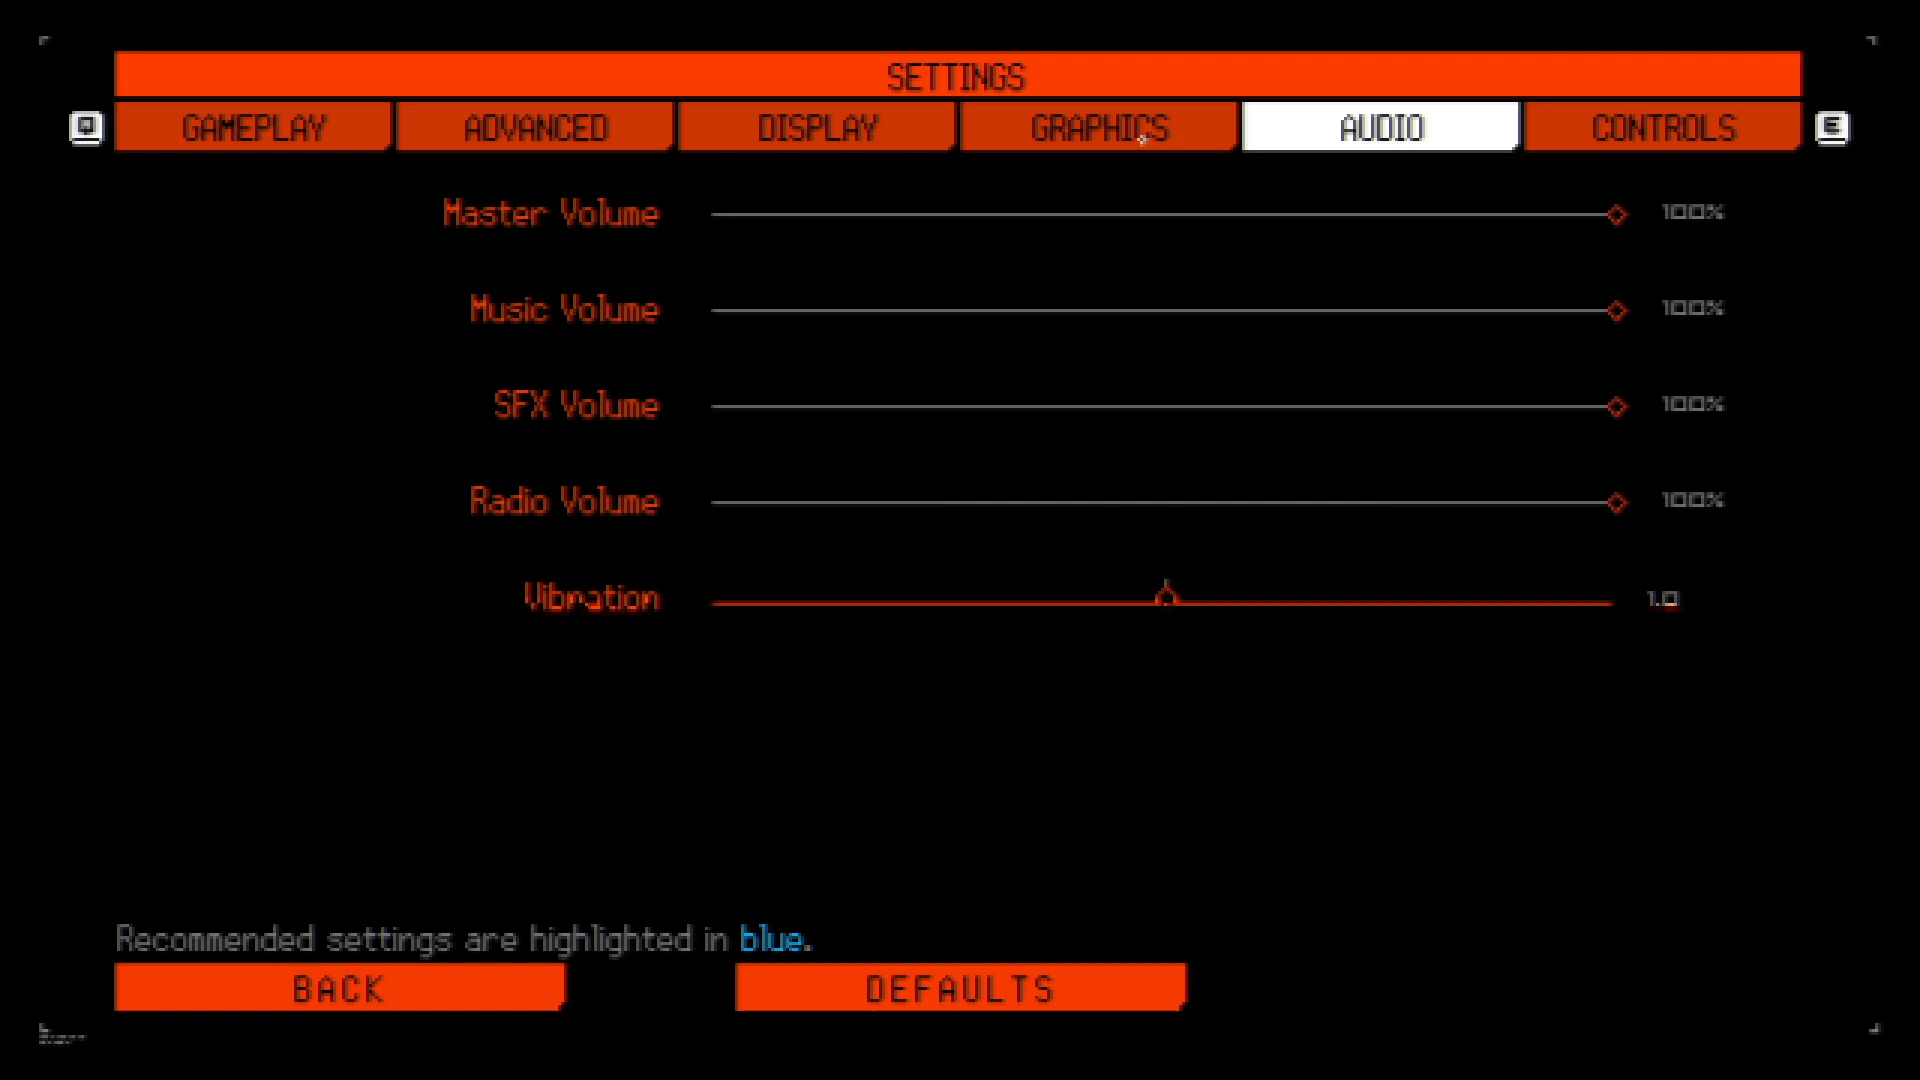 SETTINGS
Q GAMEPLAY ADVANCED DISPLAY GRAPHICS AUDIO CONTROLS E
Master Volume 100%
Music Volume 100%
SFX Volume 100%
Radio Volume 100%
Vibration 1.0
Recommended settings are highlighted in blue.
BACK DEFAULTS